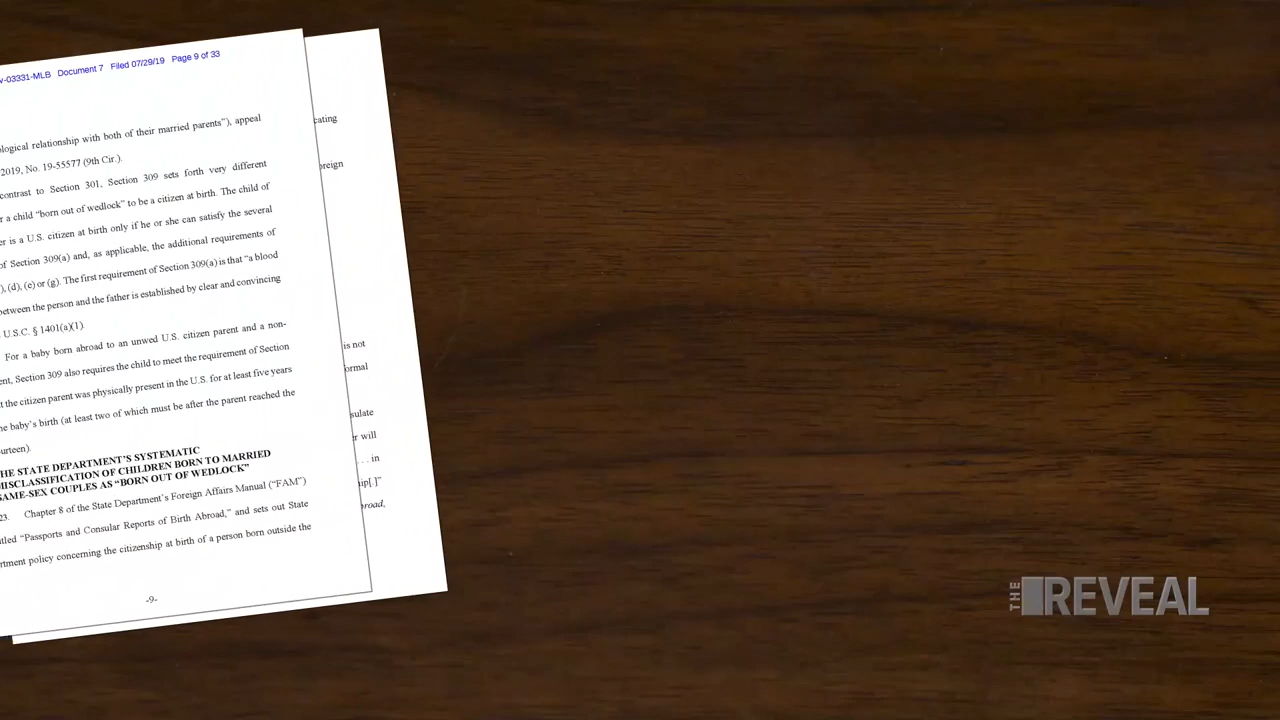 v-03331-MLB Document 7 Filed 07/29/19 Page 9 of 33
ological relationship with both of their married parents”), appeal
2019, No. 19-55577 (9th Cir.).
contrast to Section 301, Section 309 sets forth very different
r a child “born out of wedlock” to be a citizen at birth. The child of
er is a U.S. citizen at birth only if he or she can satisfy the several
of Section 309(a) and, as applicable, the additional requirements of
), (d), (e) or (g). The first requirement of Section 309(a) is that “a blood
between the person and the father is established by clear and convincing
U.S.C. § 1401(a)(1).
For a baby born abroad to an unwed U.S. citizen parent and a non-
ent, Section 309 also requires the child to meet the requirement of Section
t the citizen parent was physically present in the U.S. for at least five years
he baby’s birth (at least two of which must be after the parent reached the
urteen).
HE STATE DEPARTMENT’S SYSTEMATIC
MISCLASSIFICATION OF CHILDREN BORN TO MARRIED
SAME-SEX COUPLES AS “BORN OUT OF WEDLOCK”
23. Chapter 8 of the State Department’s Foreign Affairs Manual (“FAM”)
itled “Passports and Consular Reports of Birth Abroad,” and sets out State
rtment policy concerning the citizenship at birth of a person born outside the
-9-
cating
oreign
is not
ormal
sulate
er will
. . . in
ip[.]”
broad,
THE REVEAL